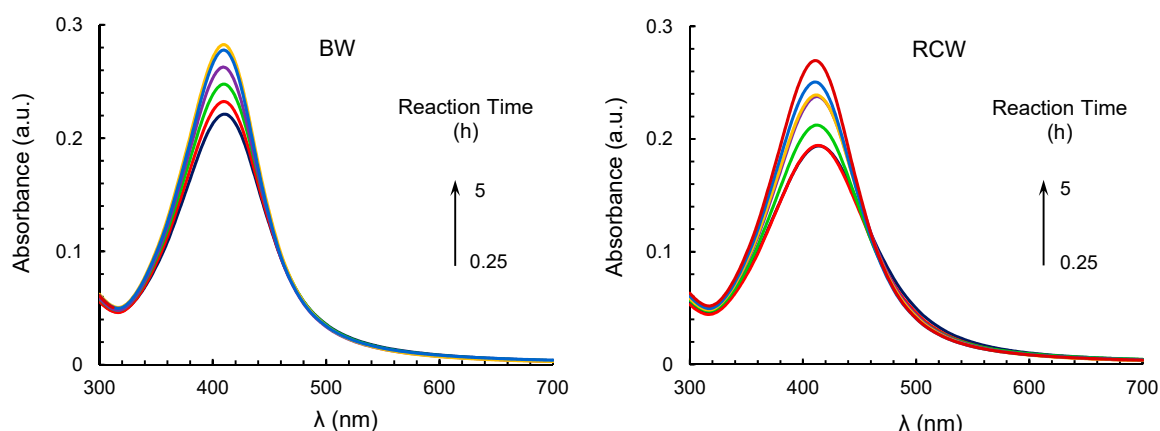 BW
Absorbance (a.u.)
0.3
0.2
0.1
0
Reaction Time
(h)
5
0.25
300
400
500
600
700
λ (nm)
RCW
Absorbance (a.u.)
0.3
0.2
0.1
0
Reaction Time
(h)
5
0.25
300
400
500
600
700
λ (nm)